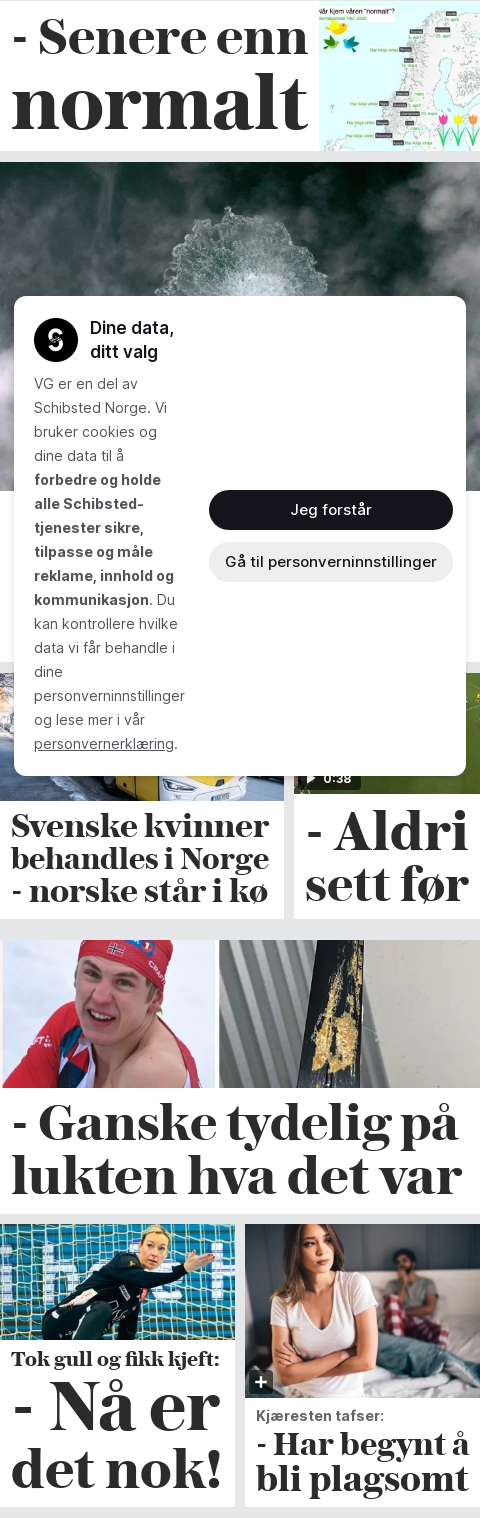 - Senere enn
normalt
Når kjem våren "normalt"?
Dine data,
ditt valg
VG er en del av
Schibsted Norge. Vi
bruker cookies og
dine data til å
forbedre og holde
alle Schibsted-
tjenester sikre,
tilpasse og måle
reklame, innhold og
kommunikasjon. Du
kan kontrollere hvilke
data vi får behandle i
dine
personverninnstillinger
og lese mer i vår
personvernerklæring.
Jeg forstår
Gå til personverninnstillinger
0:38
Svenske kvinner
behandles i Norge
- norske står i kø
- Aldri
sett før
- Ganske tydelig på
lukten hva det var
Tok gull og fikk kjeft:
- Nå er
det nok!
Kjæresten tafser:
- Har begynt å
bli plagsomt